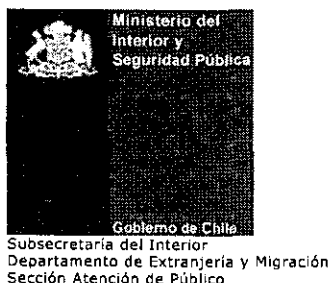 Ministerio del
Interior y
Seguridad Pública
Gobierno de Chile
Subsecretaría del Interior
Departamento de Extranjería y Migración
Sección Atención de Público